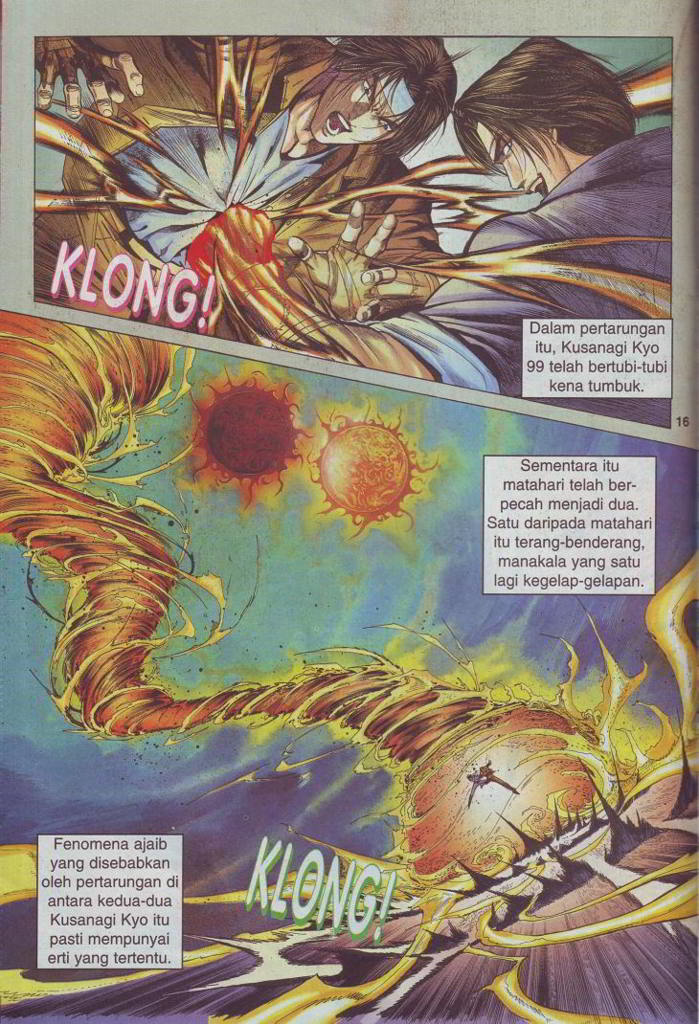 KLONG!
Dalam pertarungan
itu, Kusanagi Kyo
99 telah bertubi-tubi
kena tumbuk.
16
Sementara itu
matahari telah ber-
pecah menjadi dua.
Satu daripada matahari
itu terang-benderang,
manakala yang satu
lagi kegelap-gelapan.
Fenomena ajaib
yang disebabkan
oleh pertarungan di
antara kedua-dua
Kusanagi Kyo itu
pasti mempunyai
erti yang tertentu.
KLONG!